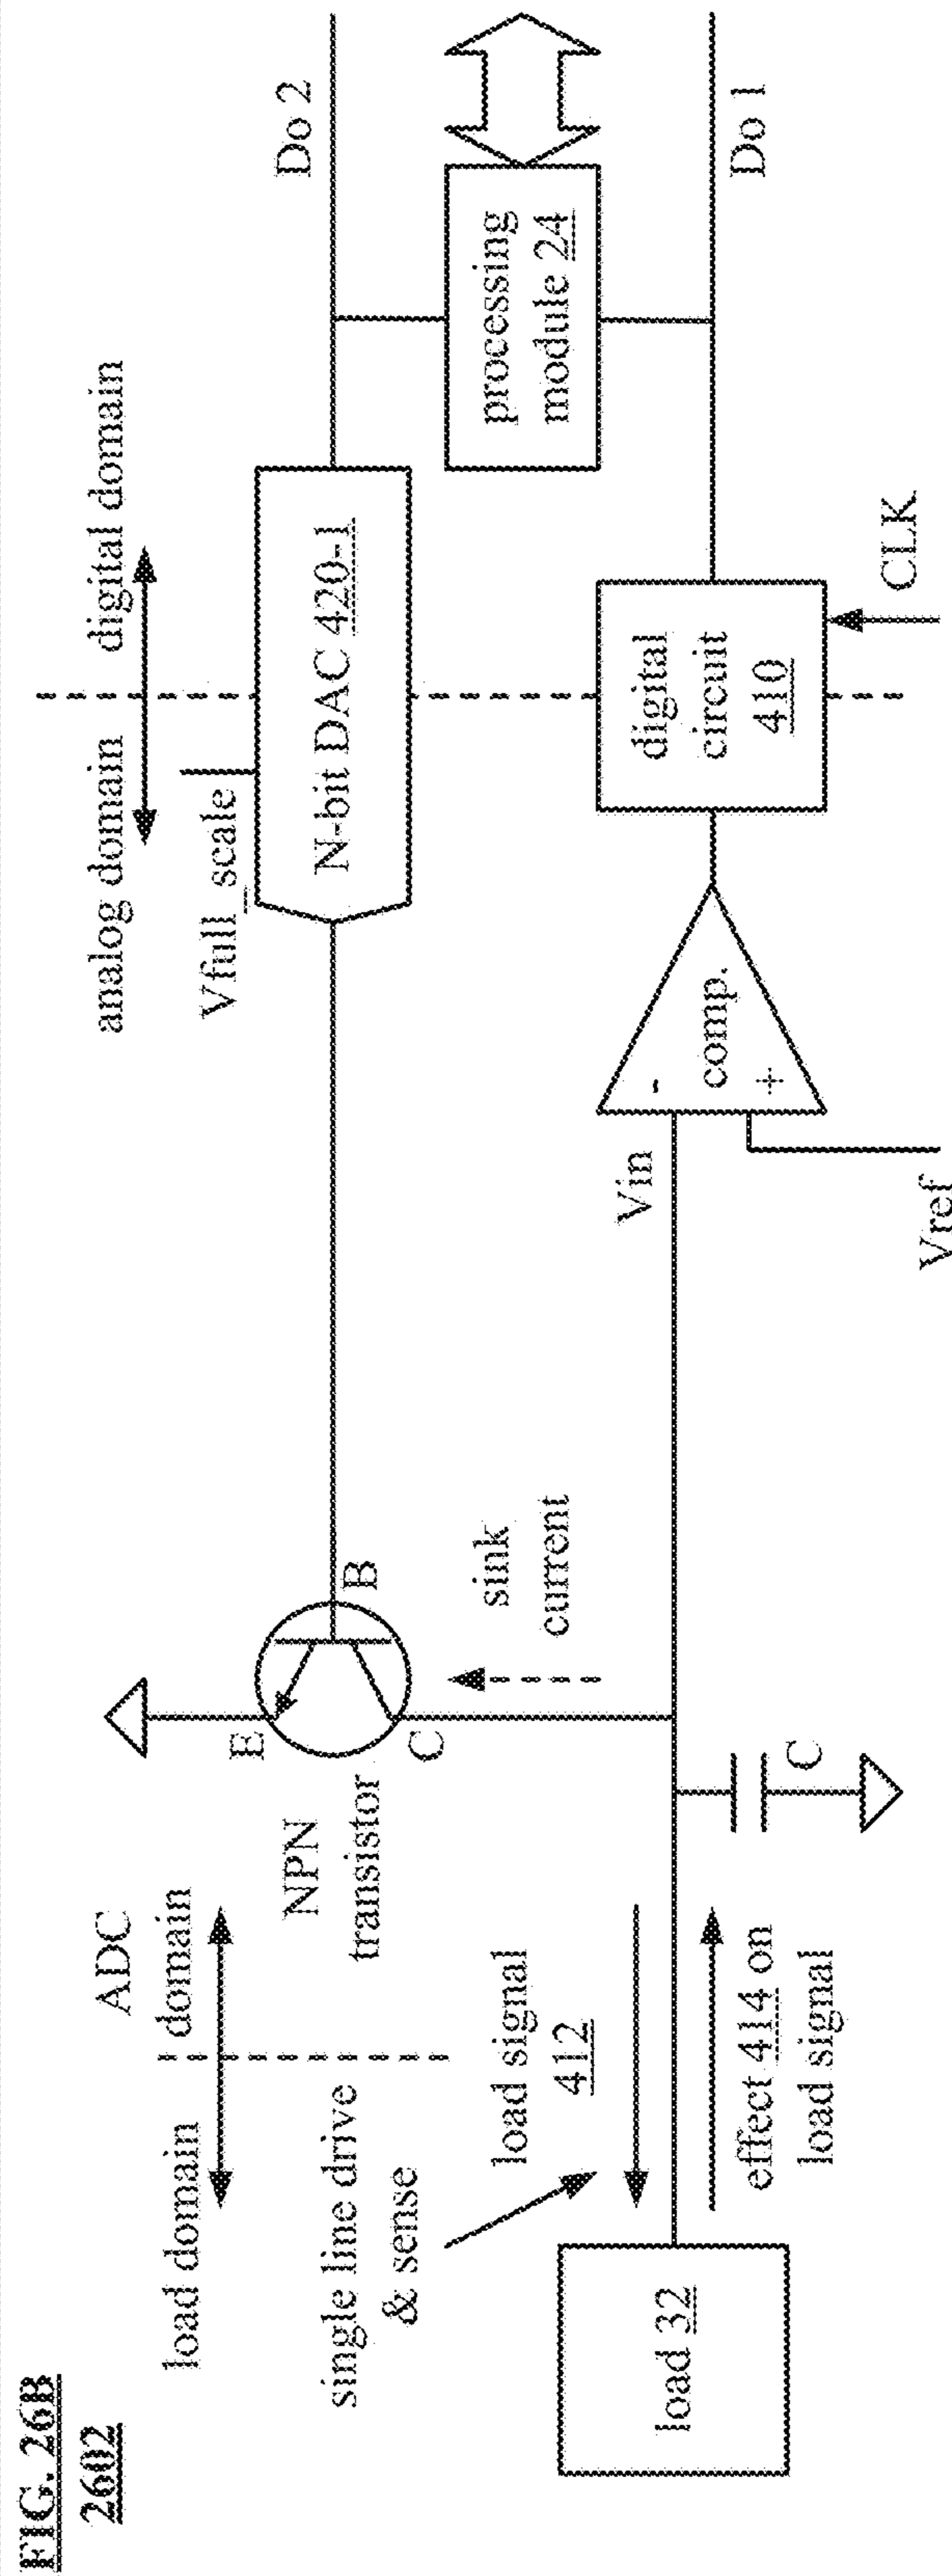 FIG. 26B
2602
load domain
ADC
domain
analog domain
digital domain
single line drive
& sense
NPN
transistor
E
B
C
Vfull_scale
N-bit DAC 420-1
Do 2
sink
current
load signal
412
load 32
effect 414 on
load signal
C
Vin
-
comp.
+
Vref
digital
circuit
410
CLK
processing
module 24
Do 1